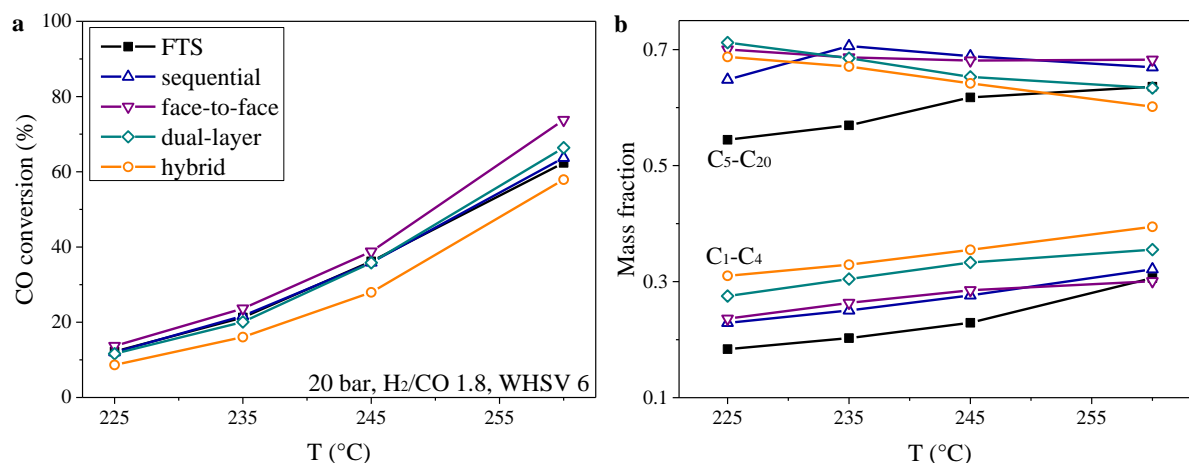 a
CO conversion (%)
100
80
60
40
20
0
FTS
sequential
face-to-face
dual-layer
hybrid
20 bar, H₂/CO 1.8, WHSV 6
225 235 245 255
T (°C)
b
Mass fraction
0.7
0.5
0.3
0.1
C₅-C₂₀
C₁-C₄
225 235 245 255
T (°C)